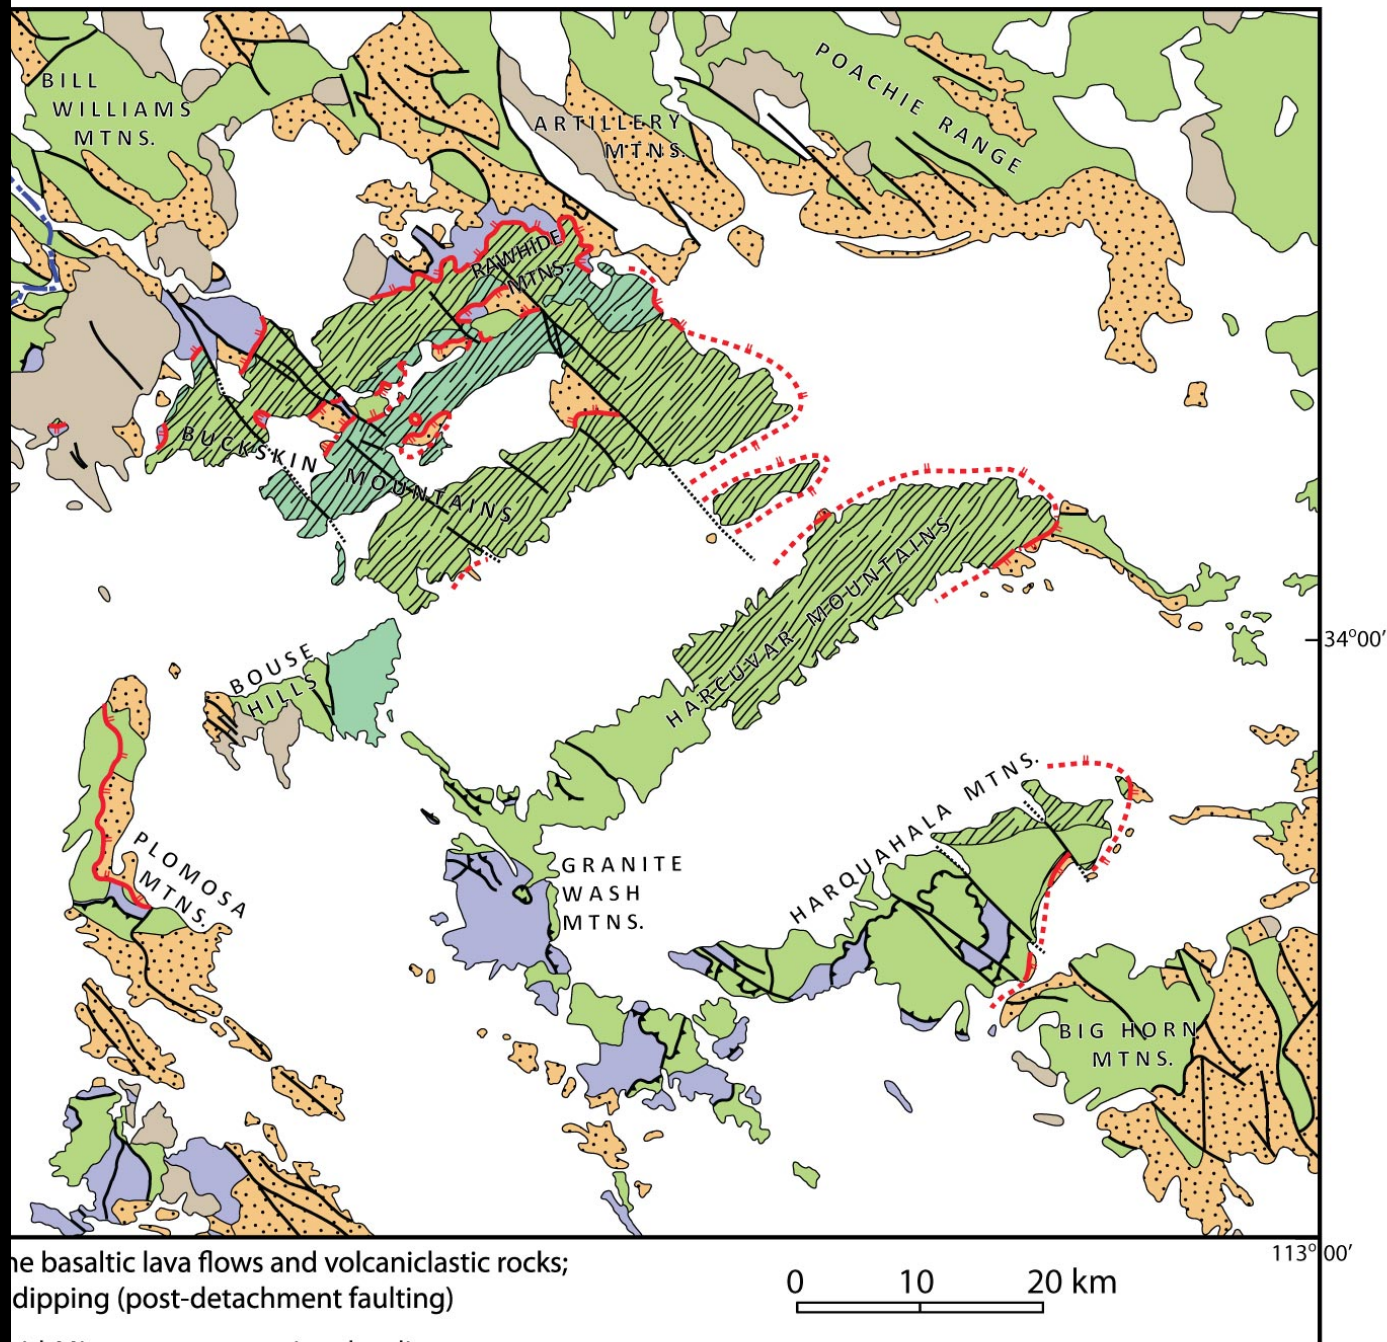 BILL
WILLIAMS
MTNS.
ARTILLERY
MTNS.
POACHIE RANGE
RAWHIDE
MTNS.
BUCKSKIN
MOUNTAINS
HARCUVAR MOUNTAINS
34°00'
BOUSE
HILLS
PLOMOSA
MTNS.
GRANITE
WASH
MTNS.
HARQUAHALA MTNS.
BIG HORN
MTNS.
113°00'
basaltic lava flows and volcaniclastic rocks;
dipping (post-detachment faulting)
0 10 20 km